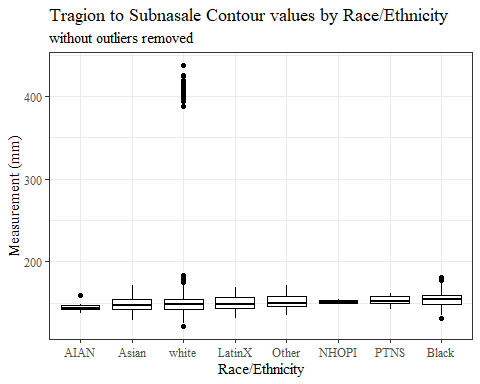 Tragion to Subnasale Contour values by Race/Ethnicity
without outliers removed
Measurement (mm)
400
200
AIAN Asian white LatinX Other NHOPI PTNS Black
Race/Ethnicity